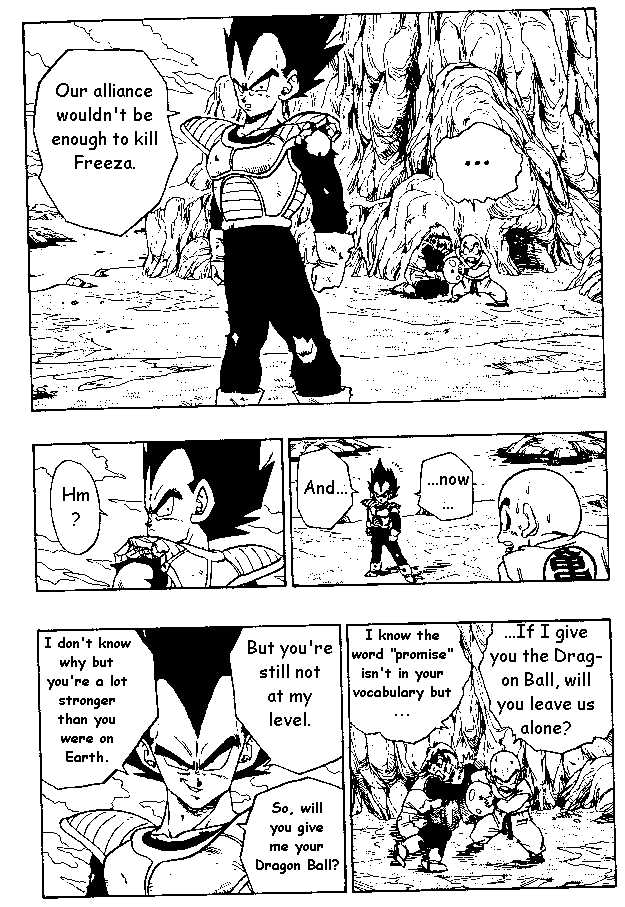 Our alliance
wouldn't be
enough to kill
Freeza.
...
Hm
?
And...
...now
...
I don't know
why but
you're a lot
stronger
than you
were on
Earth.
But you're
still not
at my
level.
So, will
you give
me your
Dragon Ball?
I know the
word "promise"
isn't in your
vocabulary but
...
...If I give
you the Drag-
on Ball, will
you leave us
alone?